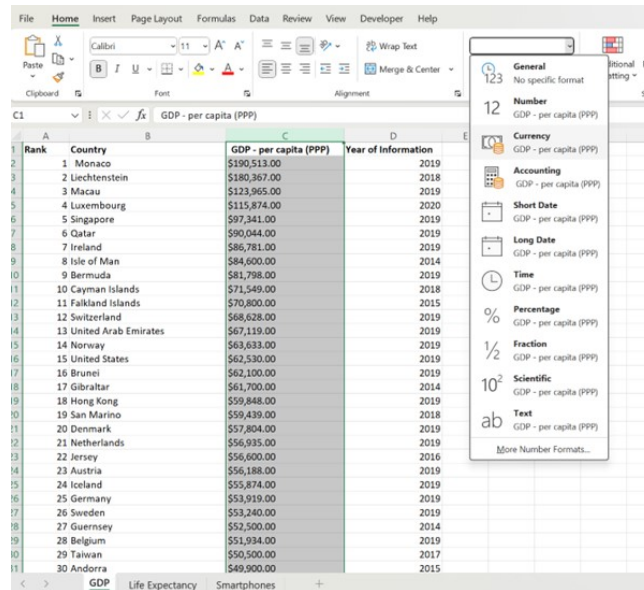 File Home Insert Page Layout Formulas Data Review View Developer Help
Calibri 11 A A Wrap Text
Paste B I U A Merge & Center
Clipboard Font Alignment
C1 fx GDP - per capita (PPP)
A B C D E
Rank Country GDP - per capita (PPP) Year of Information
1 Monaco $190,513.00 2019
2 Liechtenstein $180,367.00 2018
3 Macau $123,965.00 2019
4 Luxembourg $115,874.00 2020
5 Singapore $97,341.00 2019
6 Qatar $90,044.00 2019
7 Ireland $86,781.00 2019
8 Isle of Man $84,600.00 2014
9 Bermuda $81,798.00 2019
10 Cayman Islands $71,549.00 2018
11 Falkland Islands $70,800.00 2015
12 Switzerland $68,628.00 2019
13 United Arab Emirates $67,119.00 2019
14 Norway $63,633.00 2019
15 United States $62,530.00 2019
16 Brunei $62,100.00 2019
17 Gibraltar $61,700.00 2014
18 Hong Kong $59,848.00 2019
19 San Marino $59,439.00 2018
20 Denmark $57,804.00 2019
21 Netherlands $56,935.00 2019
22 Jersey $56,600.00 2016
23 Austria $56,188.00 2019
24 Iceland $55,874.00 2019
25 Germany $53,919.00 2019
26 Sweden $53,240.00 2019
27 Guernsey $52,500.00 2014
28 Belgium $51,934.00 2019
29 Taiwan $50,500.00 2017
30 Andorra $49,900.00 2015
123 General
No specific format
12 Number
GDP - per capita (PPP)
Currency
GDP - per capita (PPP)
Accounting
GDP - per capita (PPP)
Short Date
GDP - per capita (PPP)
Long Date
GDP - per capita (PPP)
Time
GDP - per capita (PPP)
% Percentage
GDP - per capita (PPP)
½ Fraction
GDP - per capita (PPP)
10² Scientific
GDP - per capita (PPP)
ab Text
GDP - per capita (PPP)
More Number Formats...
GDP Life Expectancy Smartphones +